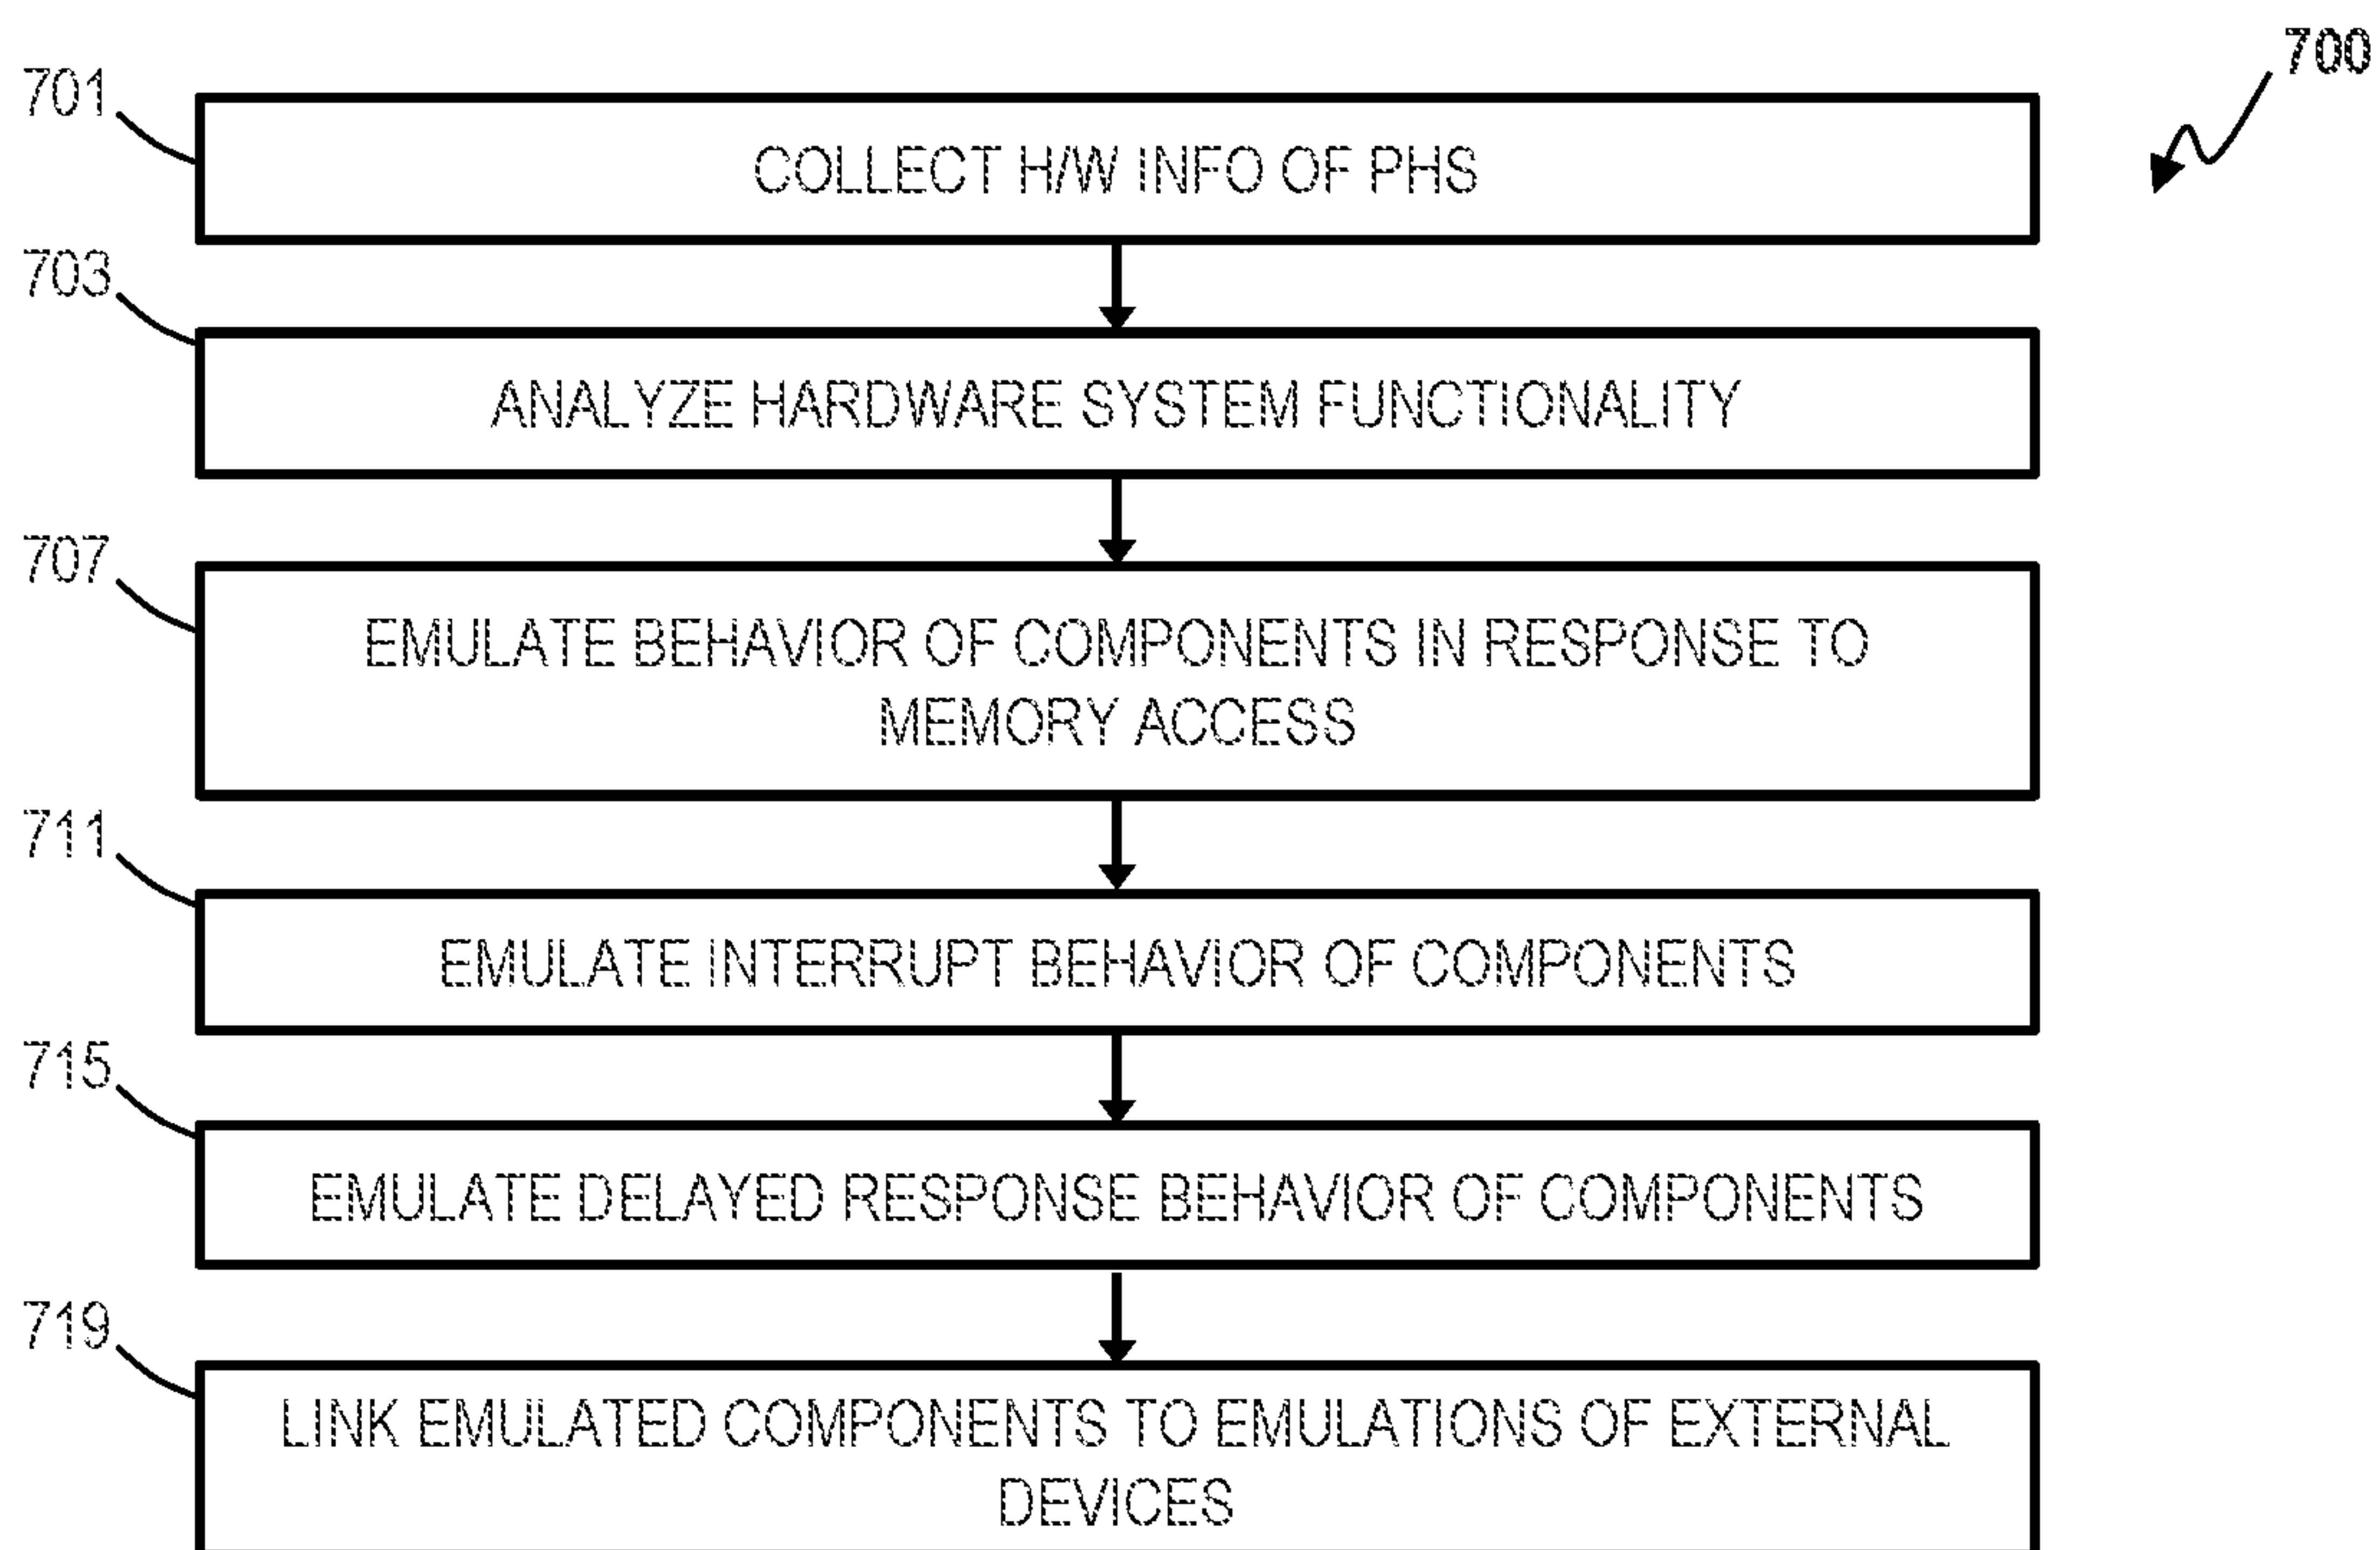 700
701
COLLECT H/W INFO OF PHS
703
ANALYZE HARDWARE SYSTEM FUNCTIONALITY
707
EMULATE BEHAVIOR OF COMPONENTS IN RESPONSE TO
MEMORY ACCESS
711
EMULATE INTERRUPT BEHAVIOR OF COMPONENTS
715
EMULATE DELAYED RESPONSE BEHAVIOR OF COMPONENTS
719
LINK EMULATED COMPONENTS TO EMULATIONS OF EXTERNAL
DEVICES